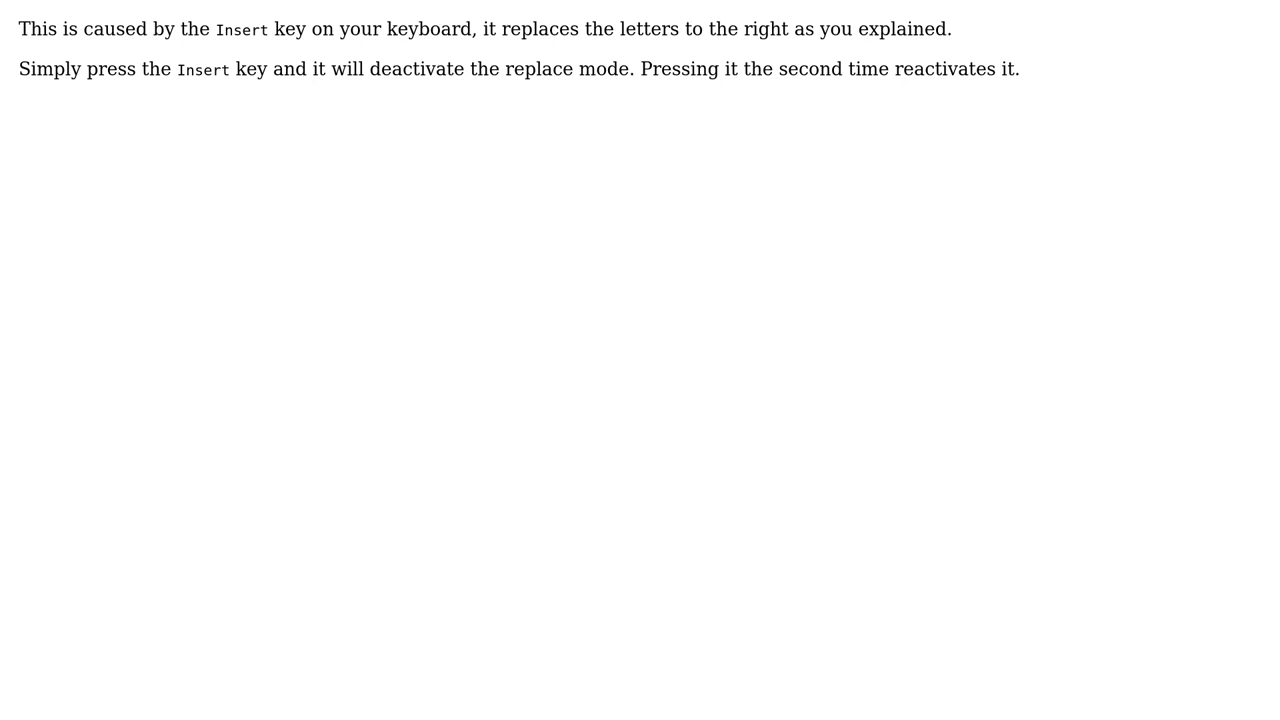 This is caused by the Insert key on your keyboard, it replaces the letters to the right as you explained.
Simply press the Insert key and it will deactivate the replace mode. Pressing it the second time reactivates it.